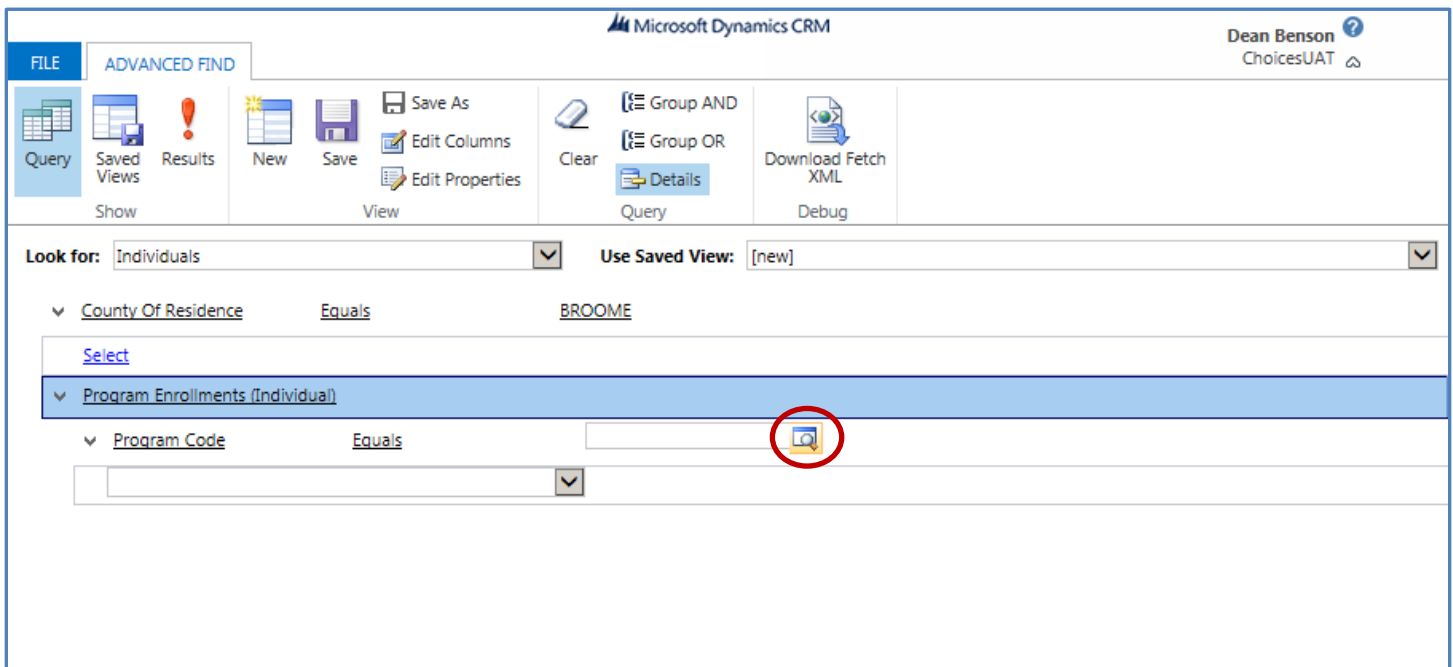 Microsoft Dynamics CRM
Dean Benson
ChoicesUAT
FILE ADVANCED FIND
Query
Saved Views
Results
New
Save
Save As
Edit Columns
Edit Properties
Clear
Group AND
Group OR
Details
Download Fetch XML
Show View Query Debug
Look for: Individuals Use Saved View: [new]
County Of Residence Equals BROOME
Select
Program Enrollments (Individual)
Program Code Equals